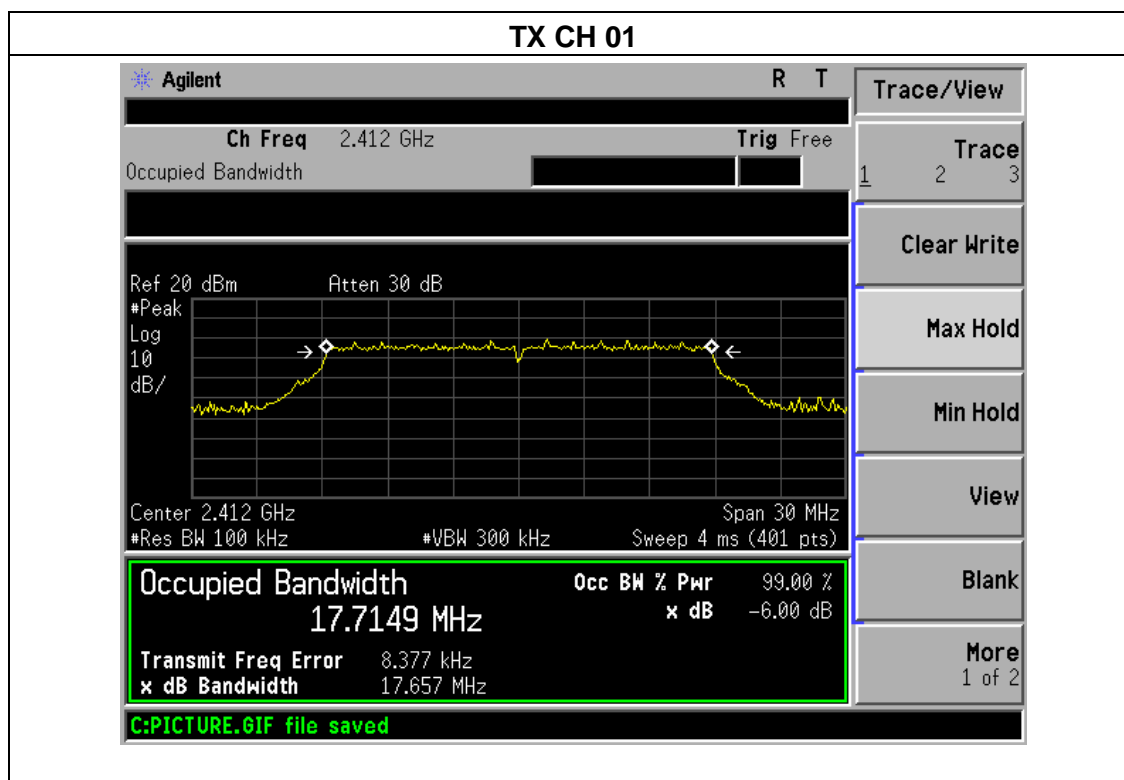 TX CH 01
Agilent R T
Ch Freq 2.412 GHz Trig Free
Occupied Bandwidth
Ref 20 dBm Atten 30 dB
#Peak
Log
10
dB/
Center 2.412 GHz Span 30 MHz
#Res BW 100 kHz #VBW 300 kHz Sweep 4 ms (401 pts)
Occupied Bandwidth Occ BW % Pwr 99.00 %
17.7149 MHz x dB -6.00 dB
Transmit Freq Error 8.377 kHz
x dB Bandwidth 17.657 MHz
C:PICTURE.GIF file saved
Trace/View
Trace
1 2 3
Clear Write
Max Hold
Min Hold
View
Blank
More
1 of 2